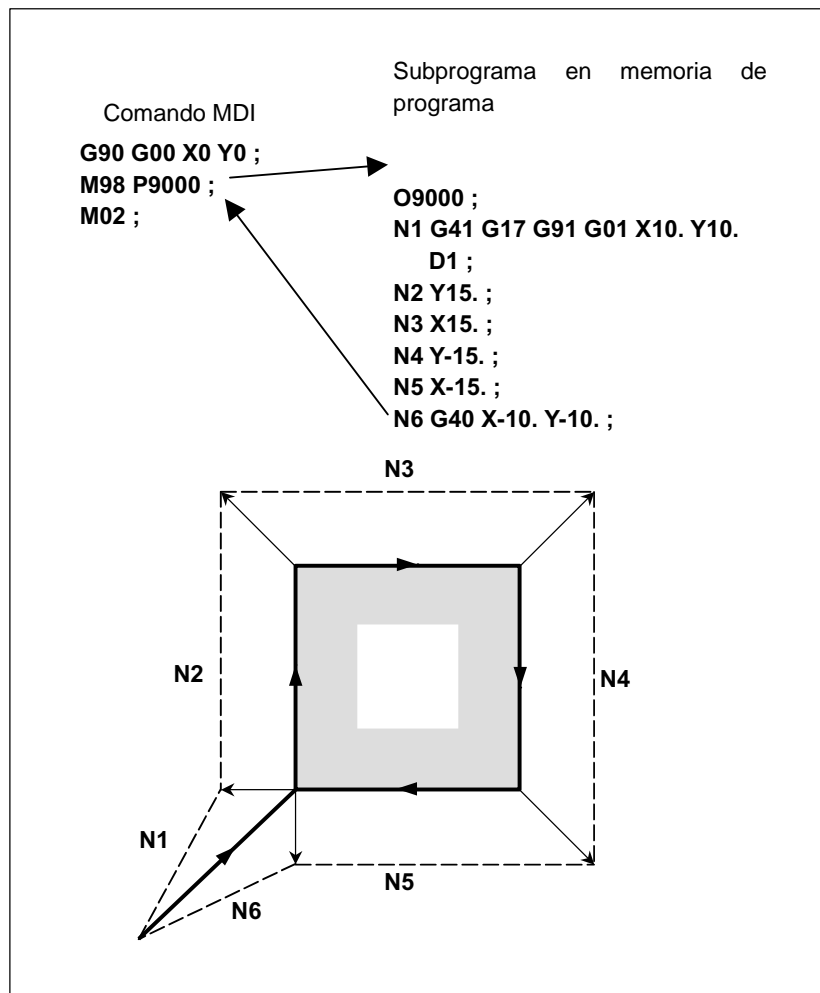 Comando MDI
G90 G00 X0 Y0 ;
M98 P9000 ;
M02 ;
Subprograma en memoria de
programa
O9000 ;
N1 G41 G17 G91 G01 X10. Y10.
D1 ;
N2 Y15. ;
N3 X15. ;
N4 Y-15. ;
N5 X-15. ;
N6 G40 X-10. Y-10. ;
N3
N2
N4
N1
N5
N6